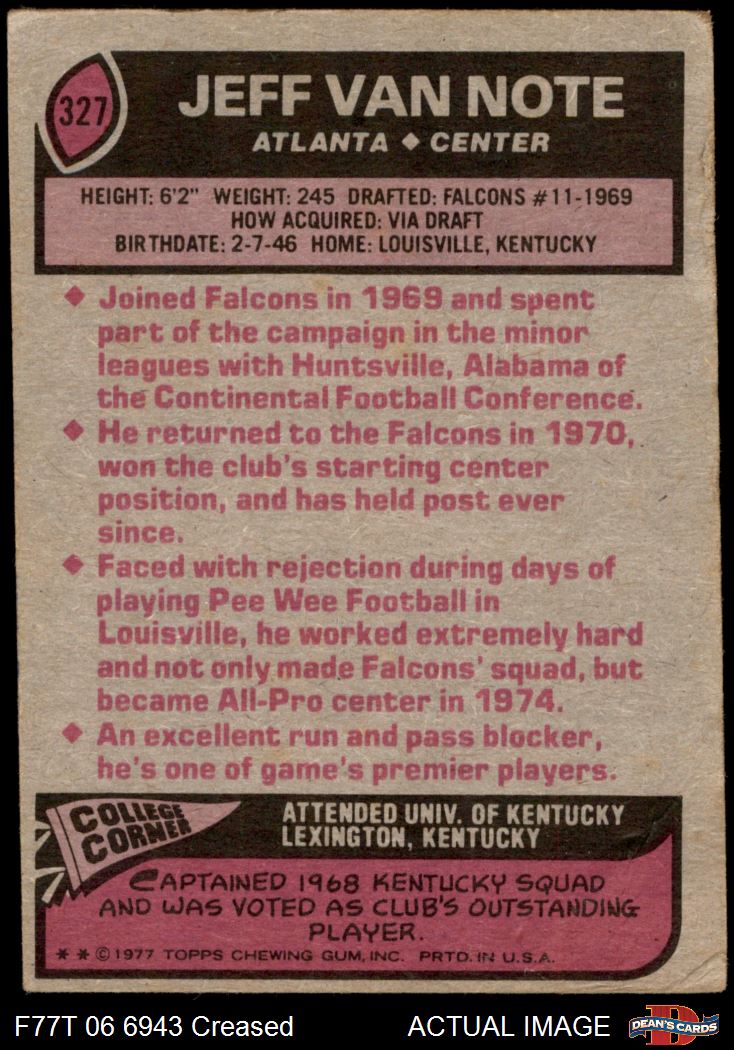 327
JEFF VAN NOTE
ATLANTA ◆ CENTER
HEIGHT: 6'2" WEIGHT: 245 DRAFTED: FALCONS #11-1969
HOW ACQUIRED: VIA DRAFT
BIRTHDATE: 2-7-46 HOME: LOUISVILLE, KENTUCKY
◆ Joined Falcons in 1969 and spent
part of the campaign in the minor
leagues with Huntsville, Alabama of
the Continental Football Conference.
◆ He returned to the Falcons in 1970,
won the club's starting center
position, and has held post ever
since.
◆ Faced with rejection during days of
playing Pee Wee Football in
Louisville, he worked extremely hard
and not only made Falcons' squad, but
became All-Pro center in 1974.
◆ An excellent run and pass blocker,
he's one of game's premier players.
COLLEGE
CORNER
ATTENDED UNIV. OF KENTUCKY
LEXINGTON, KENTUCKY
CAPTAINED 1968 KENTUCKY SQUAD
AND WAS VOTED AS CLUB'S OUTSTANDING
PLAYER.
* * © 1977 TOPPS CHEWING GUM, INC. PRTD. IN U.S.A.
F77T 06 6943 Creased
ACTUAL IMAGE
D
DEAN'S CARDS